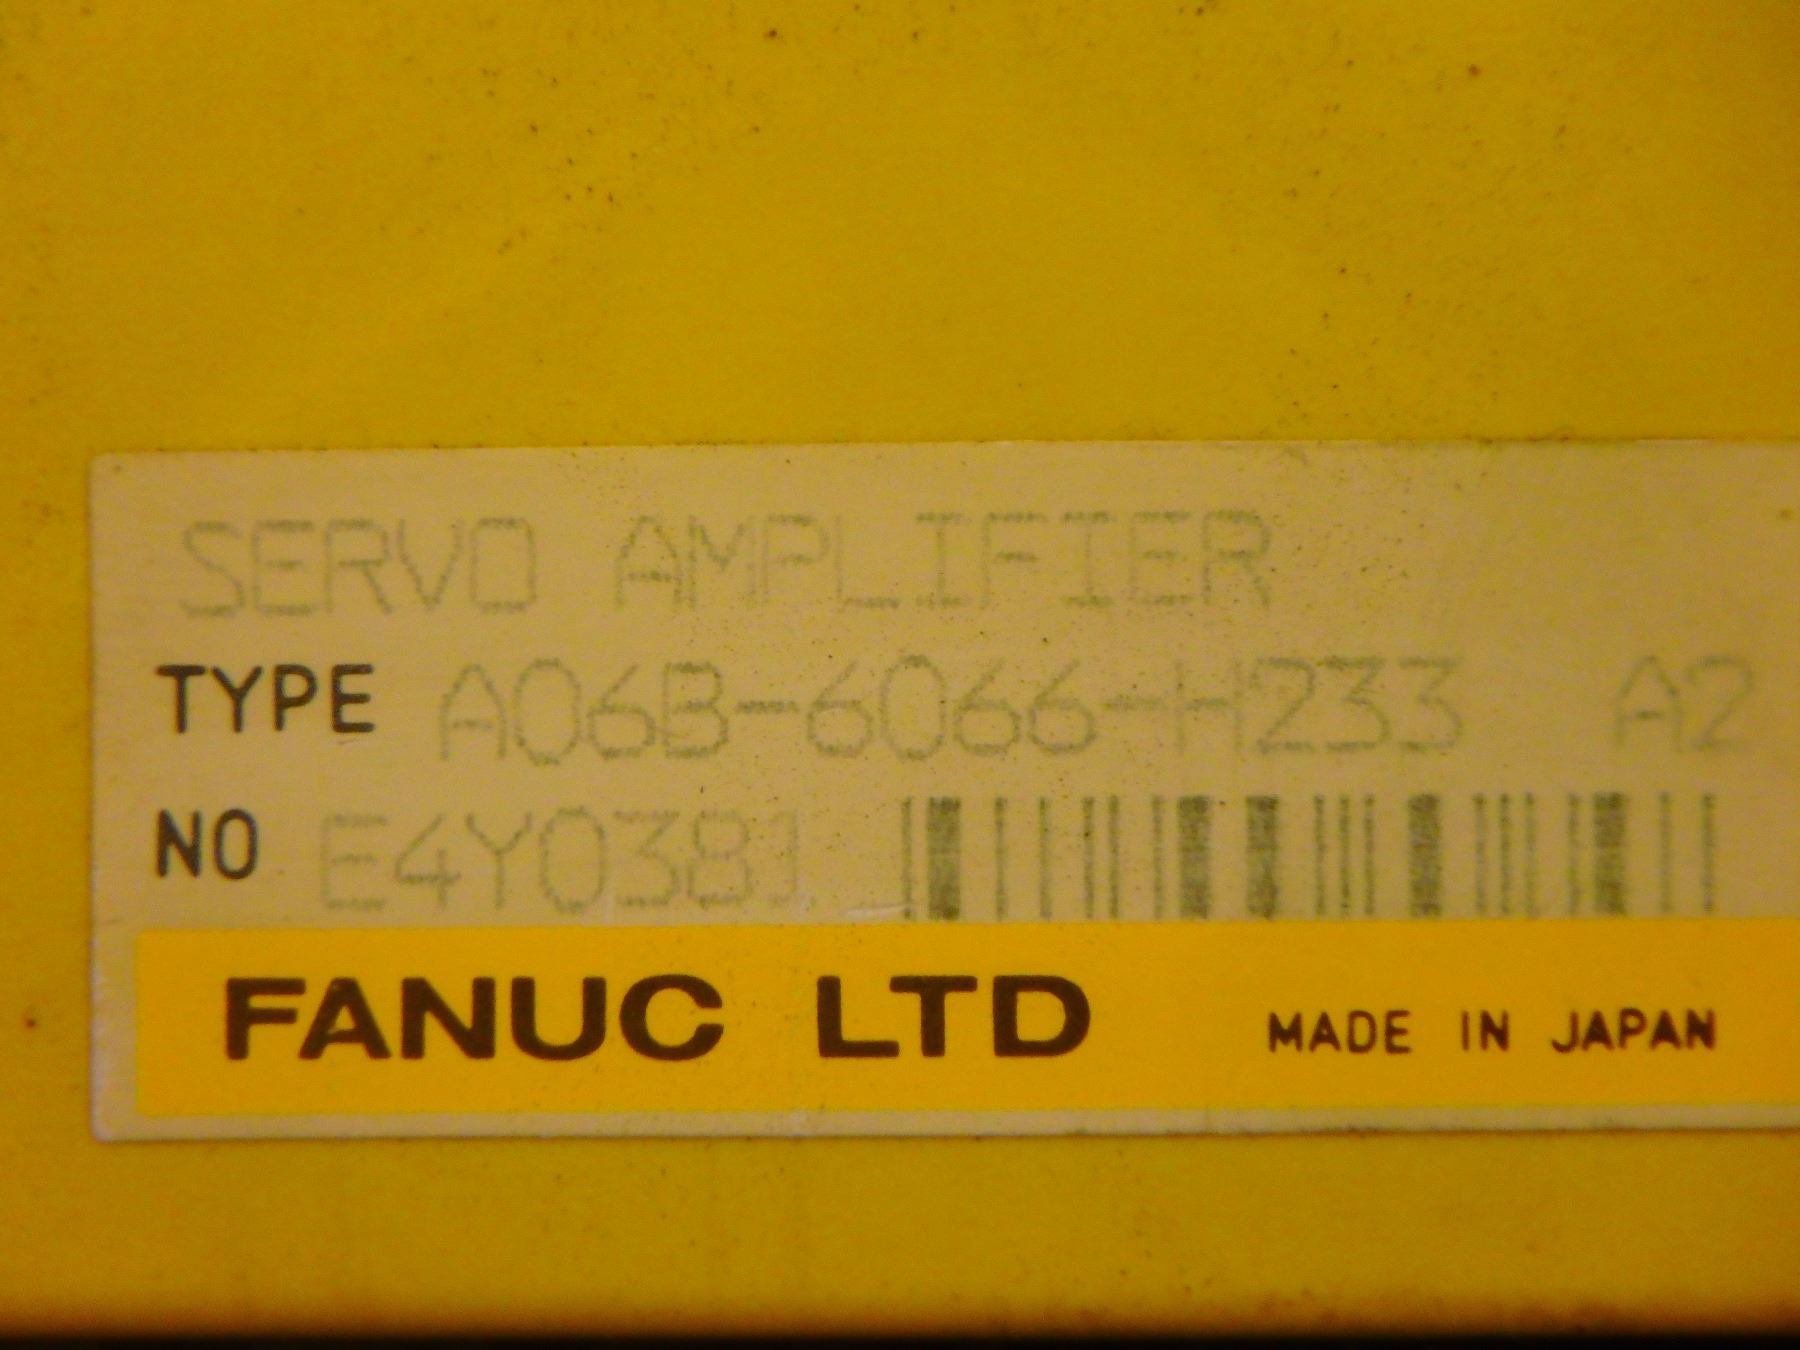 SERVO AMPLIFIER
TYPE A06B-6066-H233 A2
NO E4Y0381
FANUC LTD MADE IN JAPAN